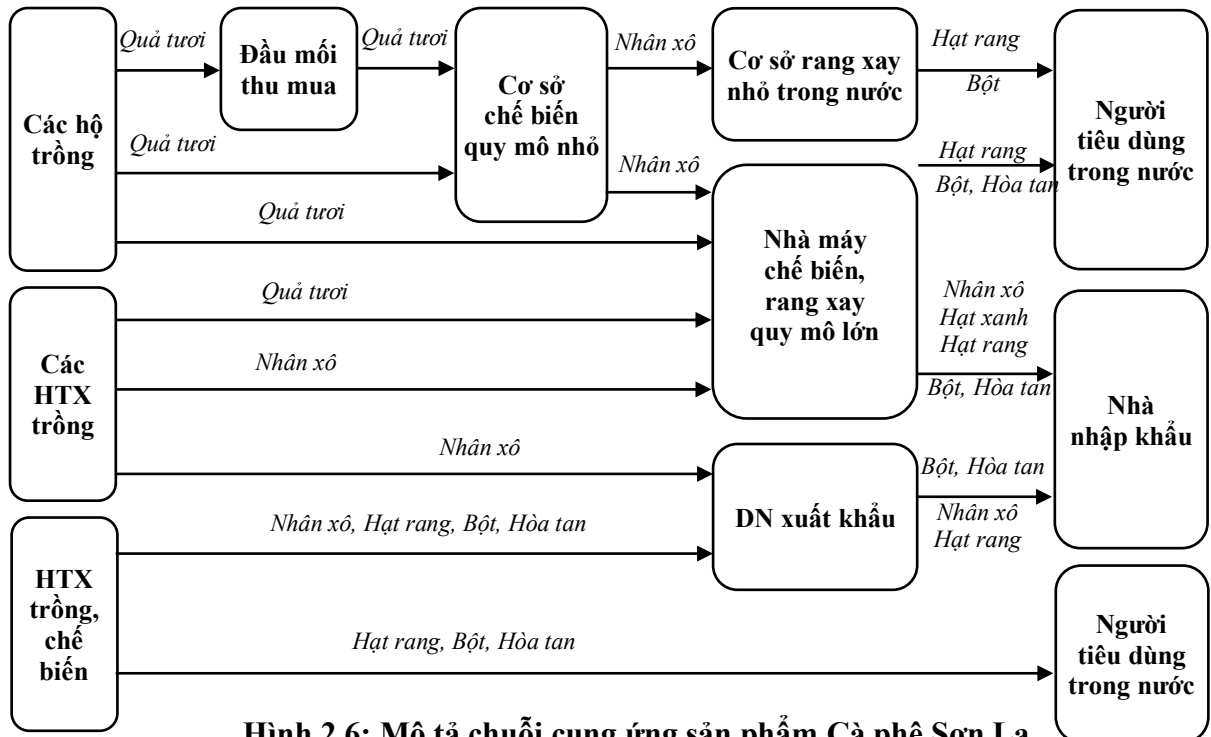 Quả tươi
Đầu mối
thu mua
Quả tươi
Cơ sở
chế biến
quy mô nhỏ
Nhân xô
Cơ sở rang xay
nhỏ trong nước
Hạt rang
Bột
Người
tiêu dùng
trong nước
Các hộ
trồng
Quả tươi
Nhân xô
Hạt rang
Bột, Hòa tan
Quả tươi
Nhà máy
chế biến,
rang xay
quy mô lớn
Các
HTX
trồng
Quả tươi
Nhân xô
Nhân xô
Hạt xanh
Hạt rang
Bột, Hòa tan
Nhà
nhập khẩu
Nhân xô
DN xuất khẩu
Bột, Hòa tan
Nhân xô
Hạt rang
HTX
trồng,
chế
biến
Nhân xô, Hạt rang, Bột, Hòa tan
Hạt rang, Bột, Hòa tan
Người
tiêu dùng
trong nước
Hình 2.6: Mô tả chuỗi cung ứng sản phẩm Cà phê Sơn La